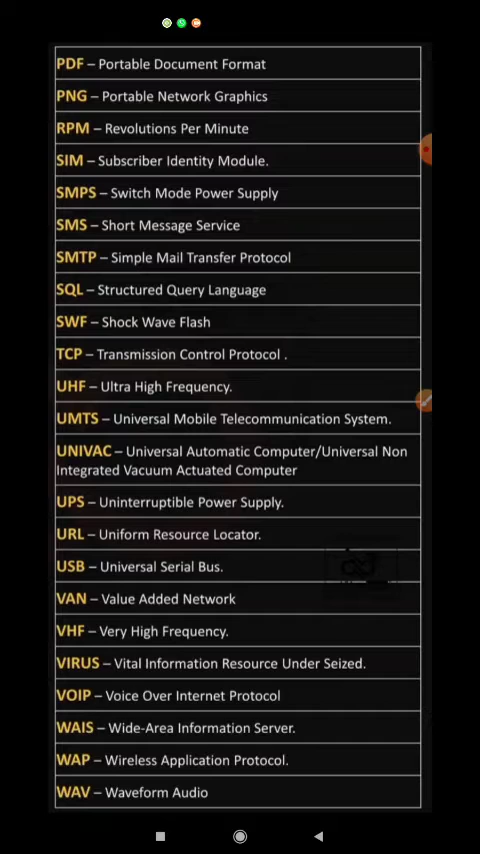 PDF – Portable Document Format
PNG – Portable Network Graphics
RPM – Revolutions Per Minute
SIM – Subscriber Identity Module.
SMPS – Switch Mode Power Supply
SMS – Short Message Service
SMTP – Simple Mail Transfer Protocol
SQL – Structured Query Language
SWF – Shock Wave Flash
TCP – Transmission Control Protocol .
UHF – Ultra High Frequency.
UMTS – Universal Mobile Telecommunication System.
UNIVAC – Universal Automatic Computer/Universal Non
Integrated Vacuum Actuated Computer
UPS – Uninterruptible Power Supply.
URL – Uniform Resource Locator.
USB – Universal Serial Bus.
VAN – Value Added Network
VHF – Very High Frequency.
VIRUS – Vital Information Resource Under Seized.
VOIP – Voice Over Internet Protocol
WAIS – Wide-Area Information Server.
WAP – Wireless Application Protocol.
WAV – Waveform Audio